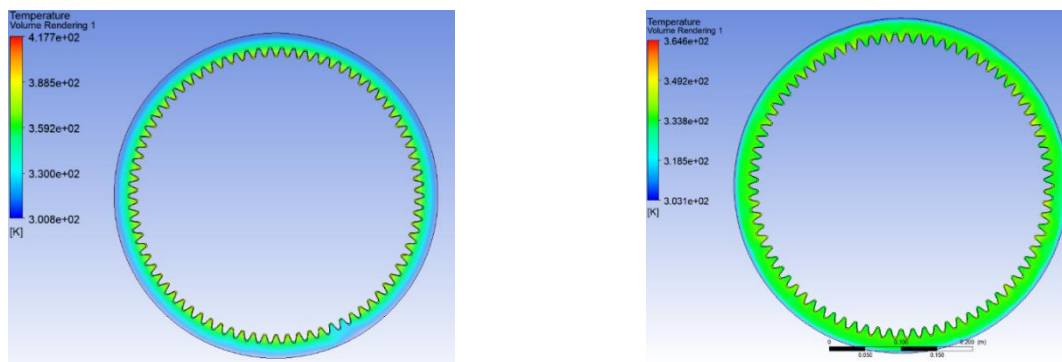 Temperature
Volume Rendering 1
4.177e+02
3.885e+02
3.592e+02
3.300e+02
3.008e+02
[K]
Temperature
Volume Rendering 1
3.646e+02
3.492e+02
3.338e+02
3.185e+02
3.031e+02
[K]
0 0.100 0.200 (m)
0.050 0.150